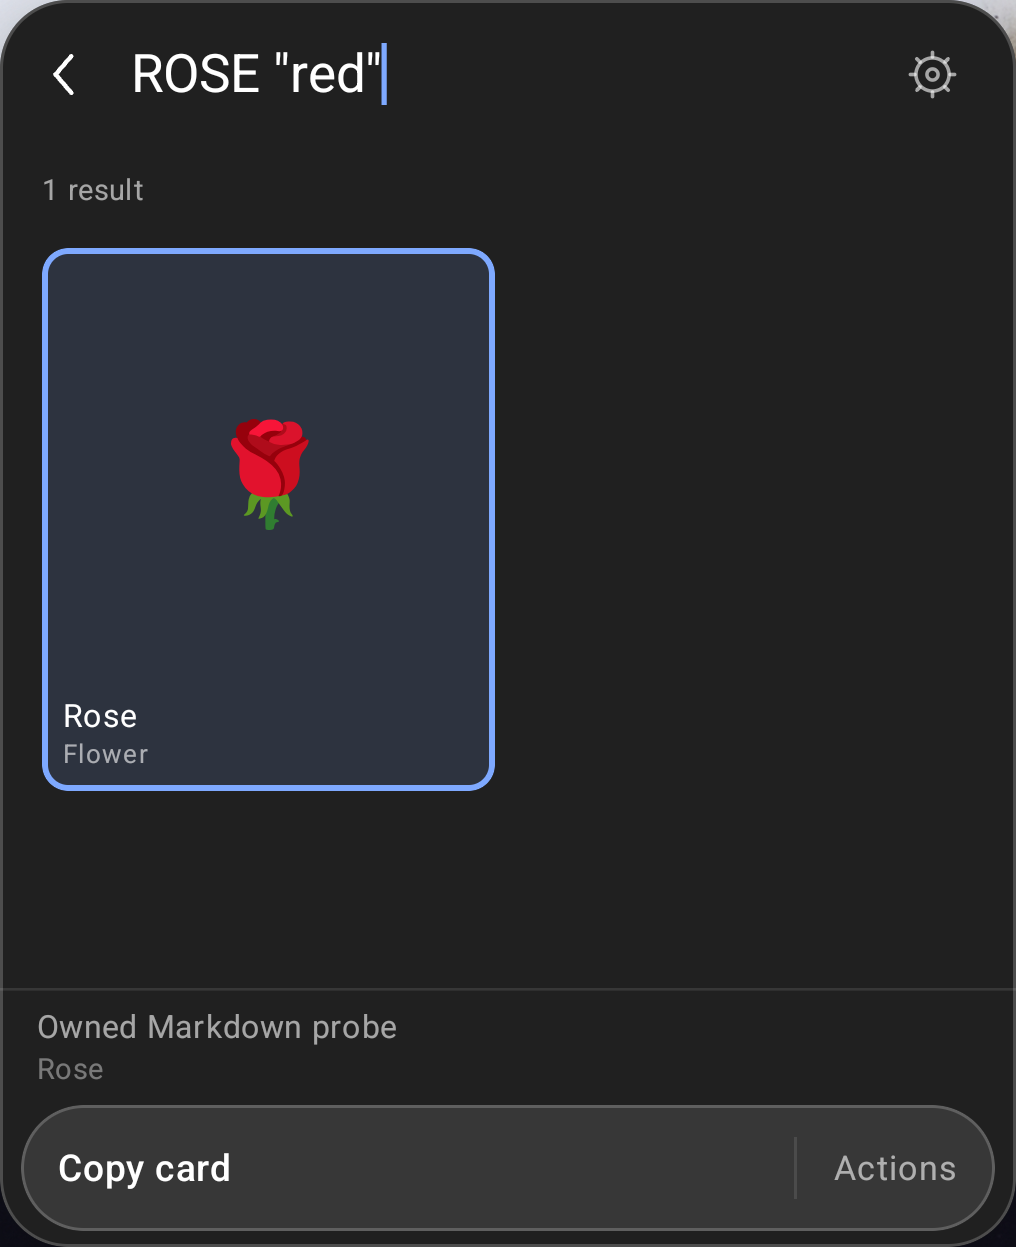 ROSE "red"
1 result
Rose
Flower
Owned Markdown probe
Rose
Copy card
Actions